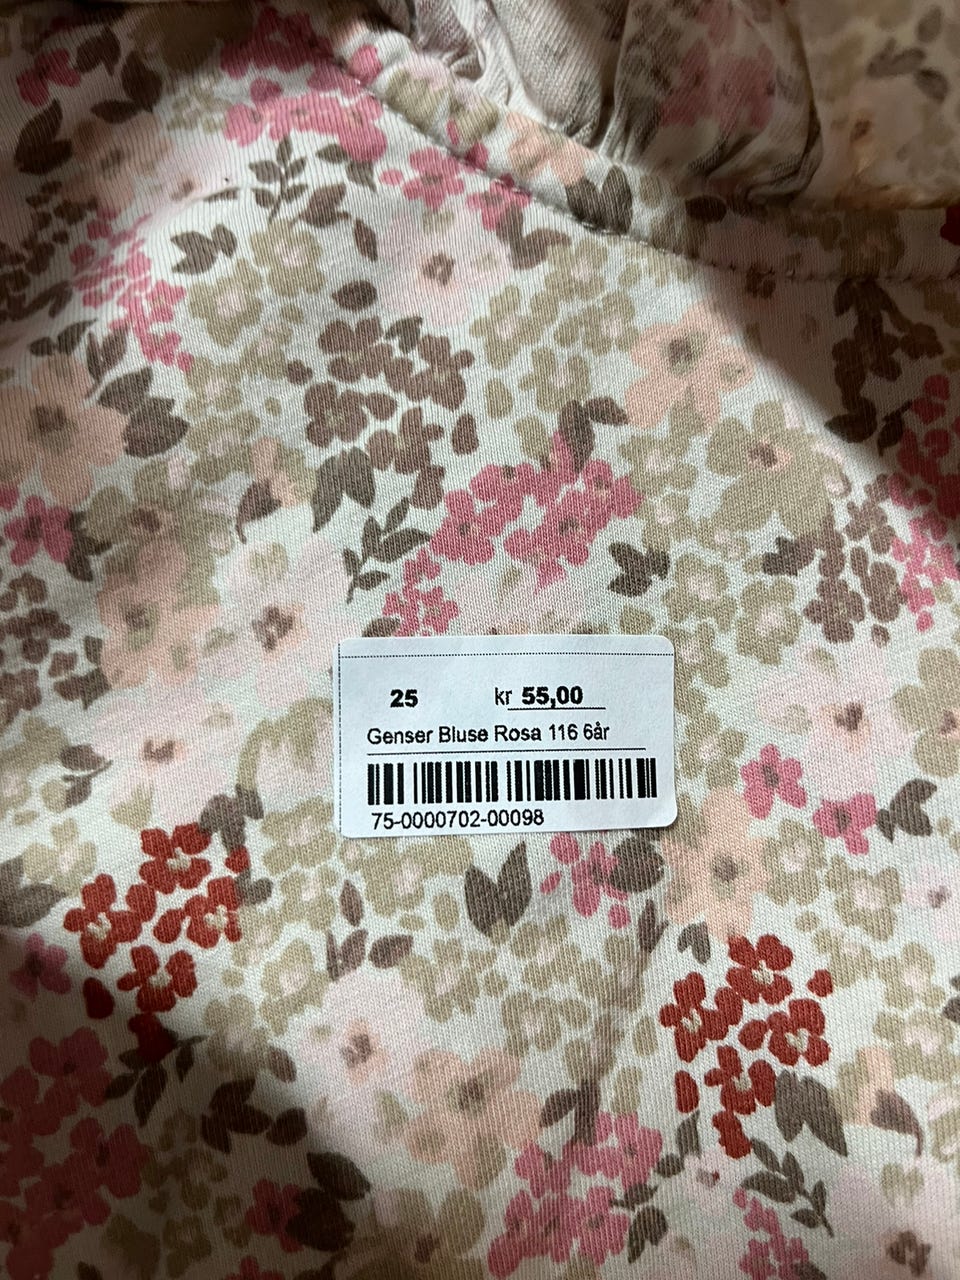 25 kr 55,00
Genser Bluse Rosa 116 6år
75-0000702-00098